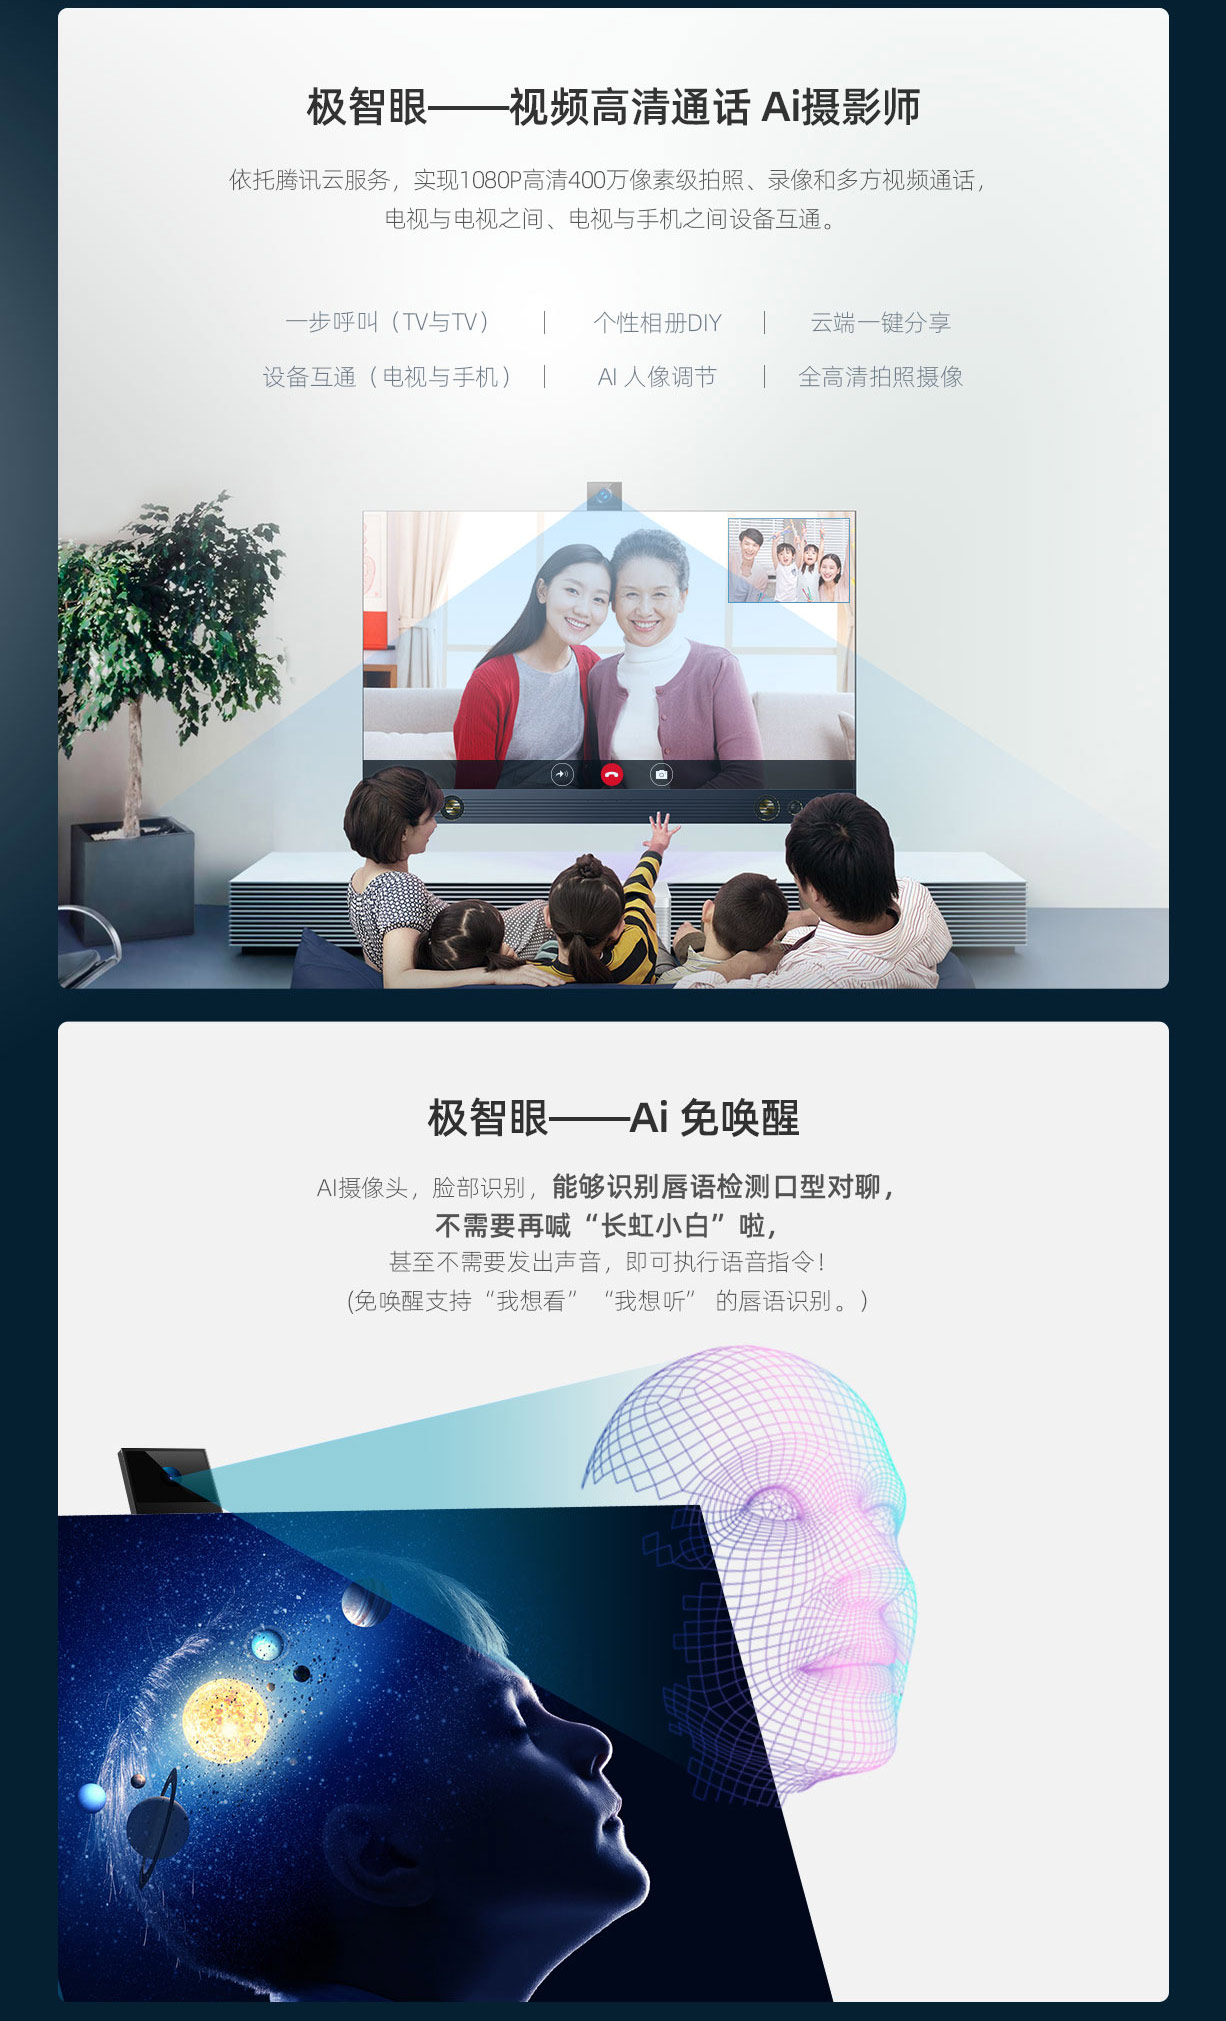 极智眼——视频高清通话 Ai摄影师
依托腾讯云服务，实现1080P高清400万像素级拍照、录像和多方视频通话，
电视与电视之间、电视与手机之间设备互通。
一步呼叫（TV与TV） | 个性相册DIY | 云端一键分享
设备互通（电视与手机） | AI 人像调节 | 全高清拍照摄像
极智眼——Ai 免唤醒
AI摄像头，脸部识别，能够识别唇语检测口型对聊，
不需要再喊“长虹小白”啦，
甚至不需要发出声音，即可执行语音指令！
(免唤醒支持“我想看” “我想听” 的唇语识别。)